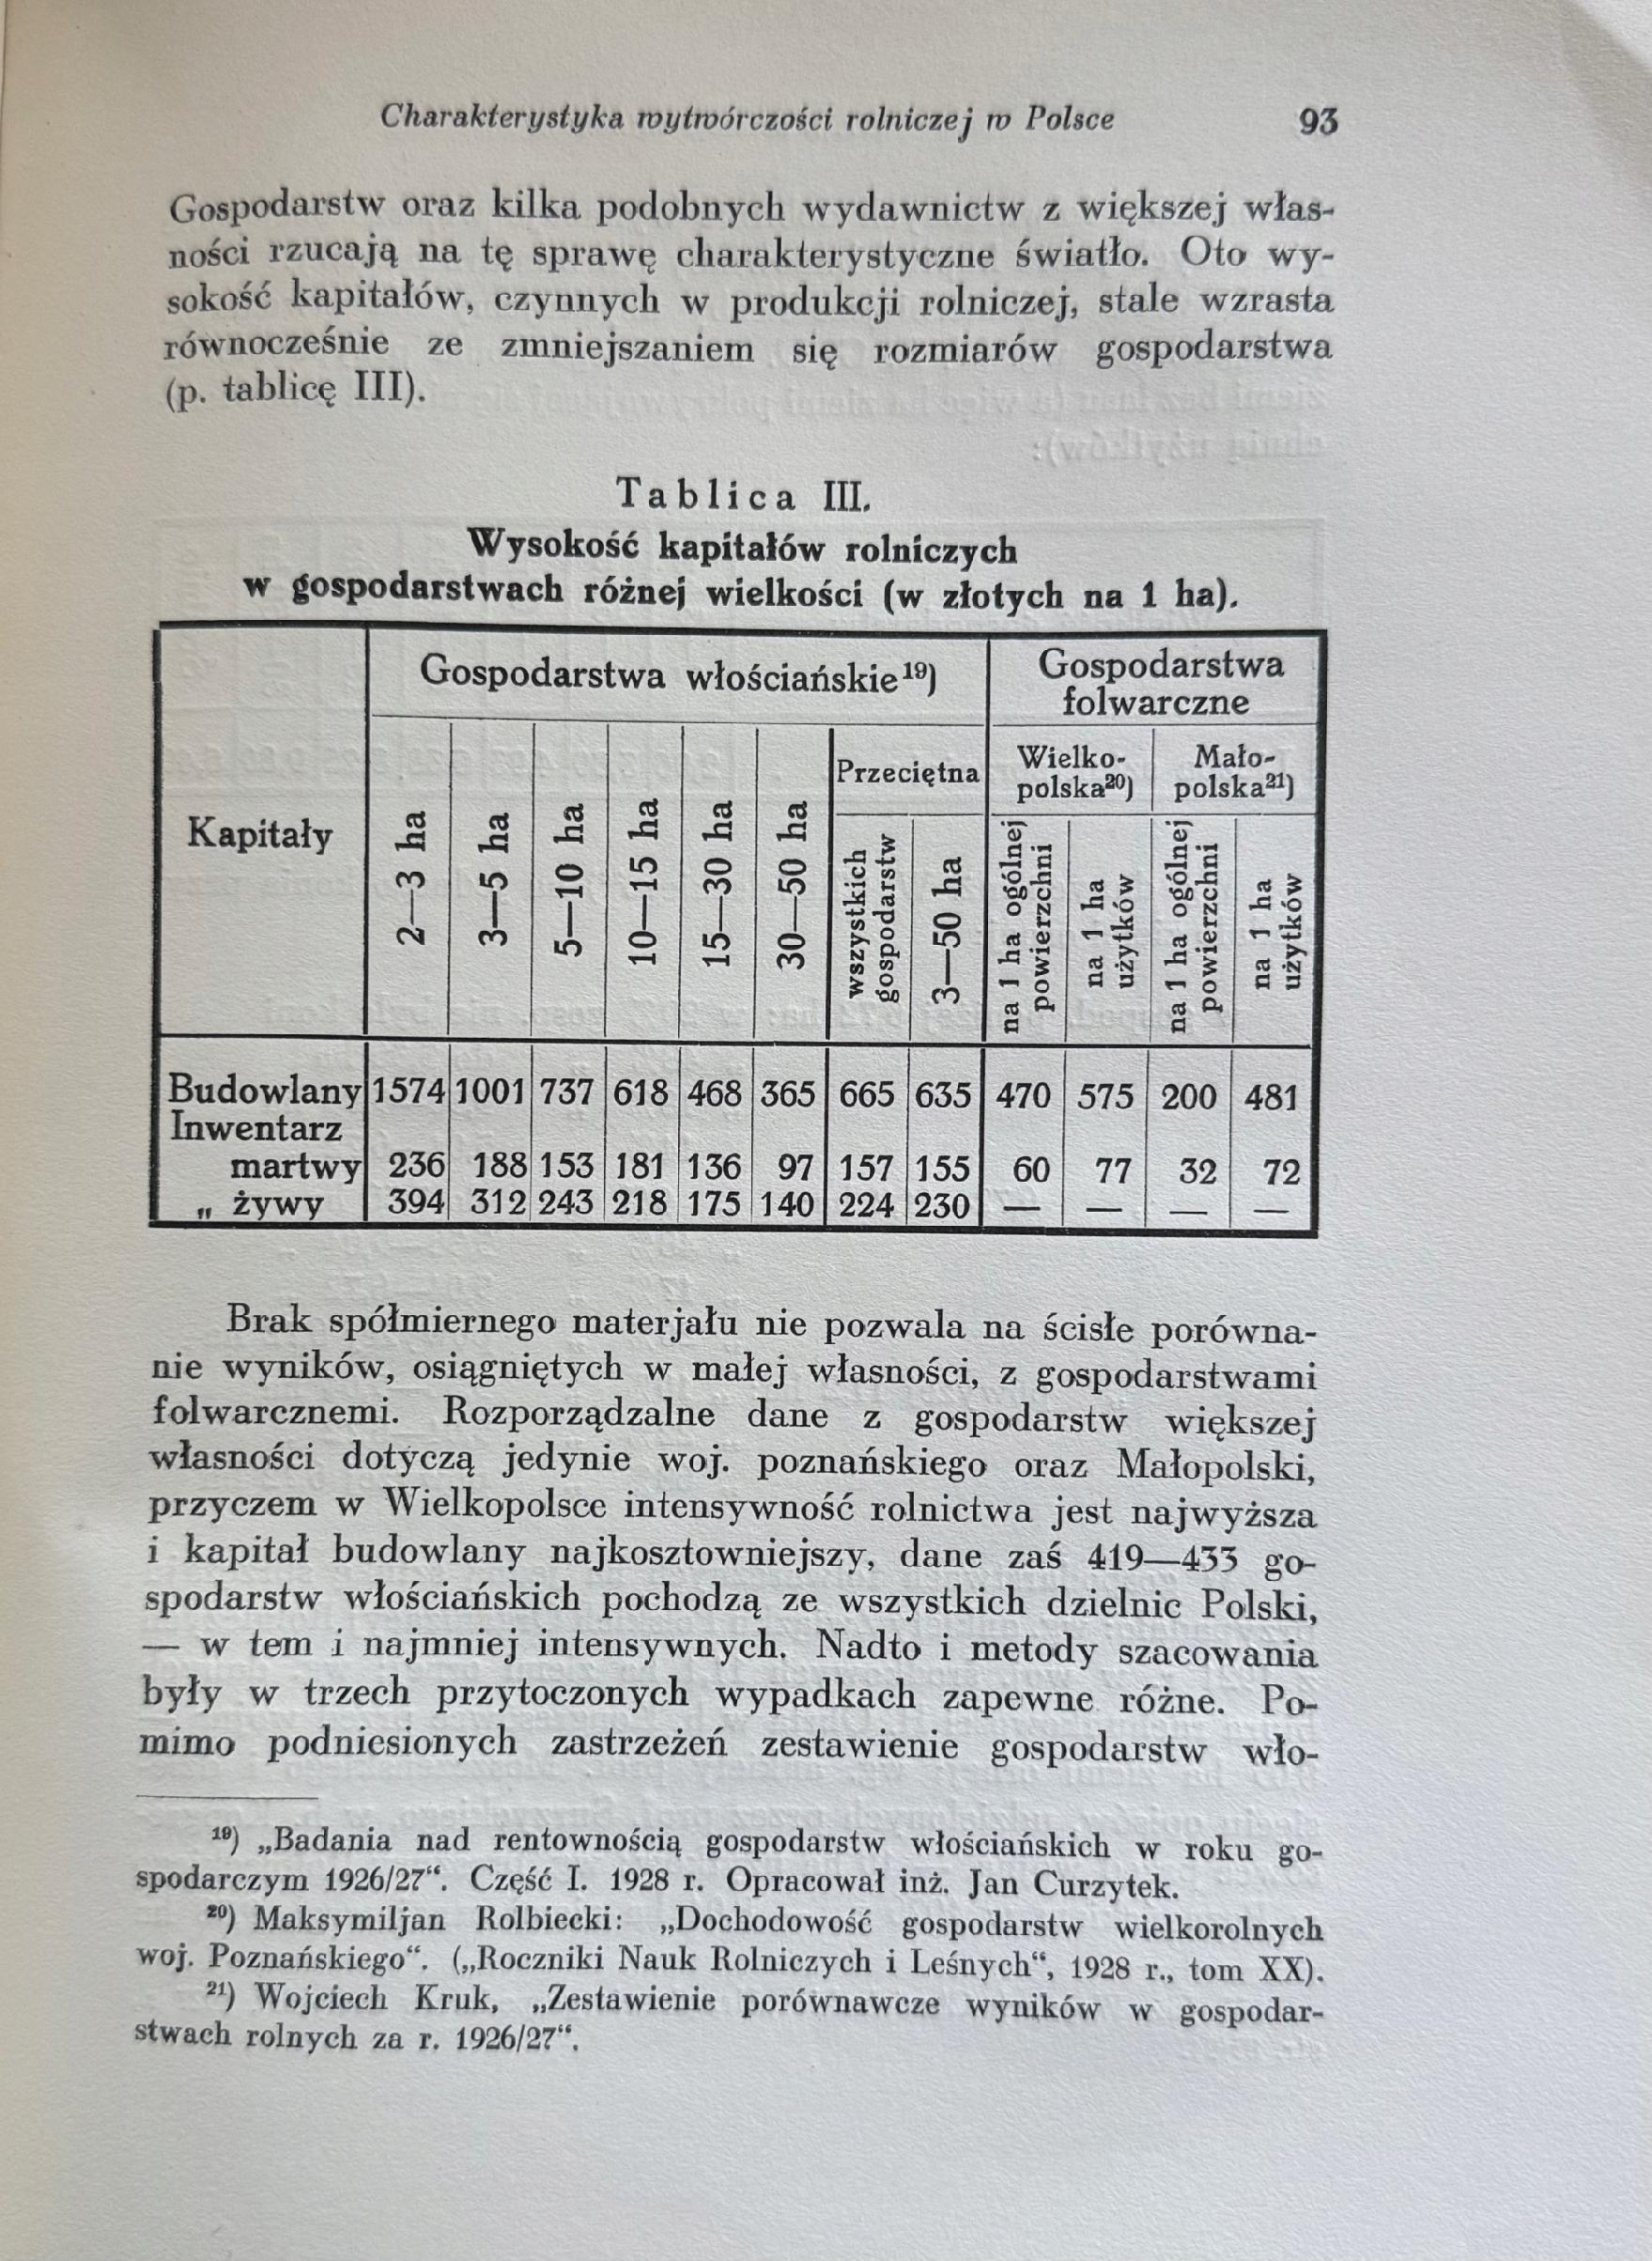 Charakterystyka wytwórczości rolniczej w Polsce 93
Gospodarstw oraz kilka podobnych wydawnictw z większej włas-
ności rzucają na tę sprawę charakterystyczne światło. Oto wy-
sokość kapitałów, czynnych w produkcji rolniczej, stale wzrasta
równocześnie ze zmniejszaniem się rozmiarów gospodarstwa
(p. tablicę III).
Tablica III.
Wysokość kapitałów rolniczych
w gospodarstwach różnej wielkości (w złotych na 1 ha).
Kapitały
Gospodarstwa włościańskie¹⁹)
2—3 ha
3—5 ha
5—10 ha
10—15 ha
15—30 ha
30—50 ha
Przeciętna
wszystkich
gospodarstw
3—50 ha
Gospodarstwa
folwarczne
Wielko-
polska²⁰)
na 1 ha ogólnej
powierzchni
na 1 ha
użytków
Mało-
polska²¹)
na 1 ha ogólnej
powierzchni
na 1 ha
użytków
Budowlany 1574 1001 737 618 468 365 665 635 470 575 200 481
Inwentarz
martwy 236 188 153 181 136 97 157 155 60 77 32 72
„ żywy 394 312 243 218 175 140 224 230 — — — —
Brak spółmiernego materjału nie pozwala na ścisłe porówna-
nie wyników, osiągniętych w małej własności, z gospodarstwami
folwarcznemi. Rozporządzalne dane z gospodarstw większej
własności dotyczą jedynie woj. poznańskiego oraz Małopolski,
przyczem w Wielkopolsce intensywność rolnictwa jest najwyższa
i kapitał budowlany najkosztowniejszy, dane zaś 419—433 go-
spodarstw włościańskich pochodzą ze wszystkich dzielnic Polski,
— w tem i najmniej intensywnych. Nadto i metody szacowania
były w trzech przytoczonych wypadkach zapewne różne. Po-
mimo podniesionych zastrzeżeń zestawienie gospodarstw wło-
¹⁹) „Badania nad rentownością gospodarstw włościańskich w roku go-
spodarczym 1926/27“. Część I. 1928 r. Opracował inż. Jan Curzytek.
²⁰) Maksymiljan Rolbiecki: „Dochodowość gospodarstw wielkorolnych
woj. Poznańskiego“. („Roczniki Nauk Rolniczych i Leśnych“, 1928 r., tom XX).
²¹) Wojciech Kruk, „Zestawienie porównawcze wyników w gospodar-
stwach rolnych za r. 1926/27“.